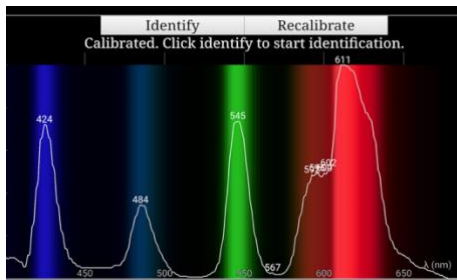 Identify Recalibrate
Calibrated. Click identify to start identification.
611
424
545
602
484
567
450 500 550 600 650 λ (nm)